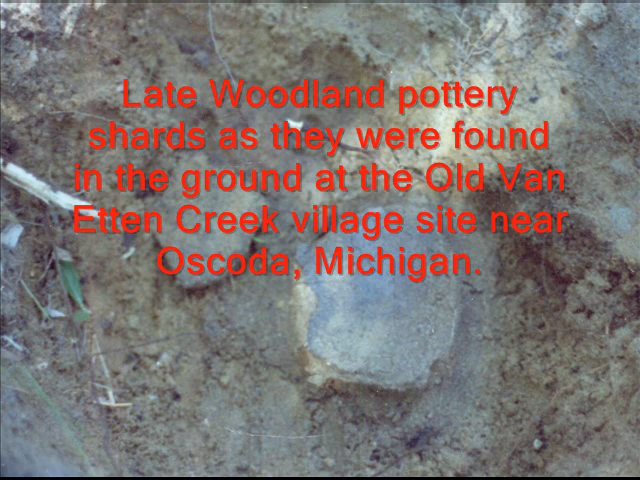 Late Woodland pottery
shards as they were found
in the ground at the Old Van
Etten Creek village site near
Oscoda, Michigan.